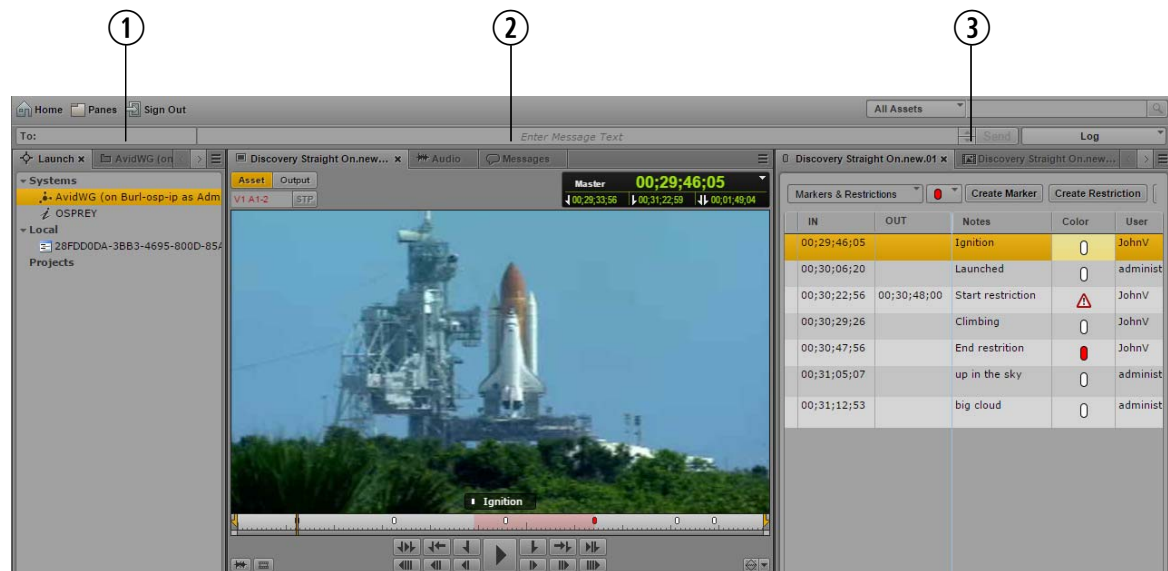 1
2
3
Home Panes Sign Out
All Assets
To:
Enter Message Text
Send
Log
Launch x
AvidWG (on
Discovery Straight On.new... x
Audio
Messages
Discovery Straight On.new.01 x
Discovery Straight On.new...
Systems
AvidWG (on Burl-osp-ip as Adm
OSPREY
Local
28FDD0DA-3BB3-4695-800D-85A
Projects
Asset Output
V1 A1-2 STP
Master 00;29;46;05
00;29;33;56 00;31;22;59 00;01;49;04
Ignition
Markers & Restrictions Create Marker Create Restriction
IN OUT Notes Color User
00;29;46;05 Ignition JohnV
00;30;06;20 Launched administ
00;30;22;56 00;30;48;00 Start restriction JohnV
00;30;29;26 Climbing JohnV
00;30;47;56 End restrition JohnV
00;31;05;07 up in the sky administ
00;31;12;53 big cloud administ